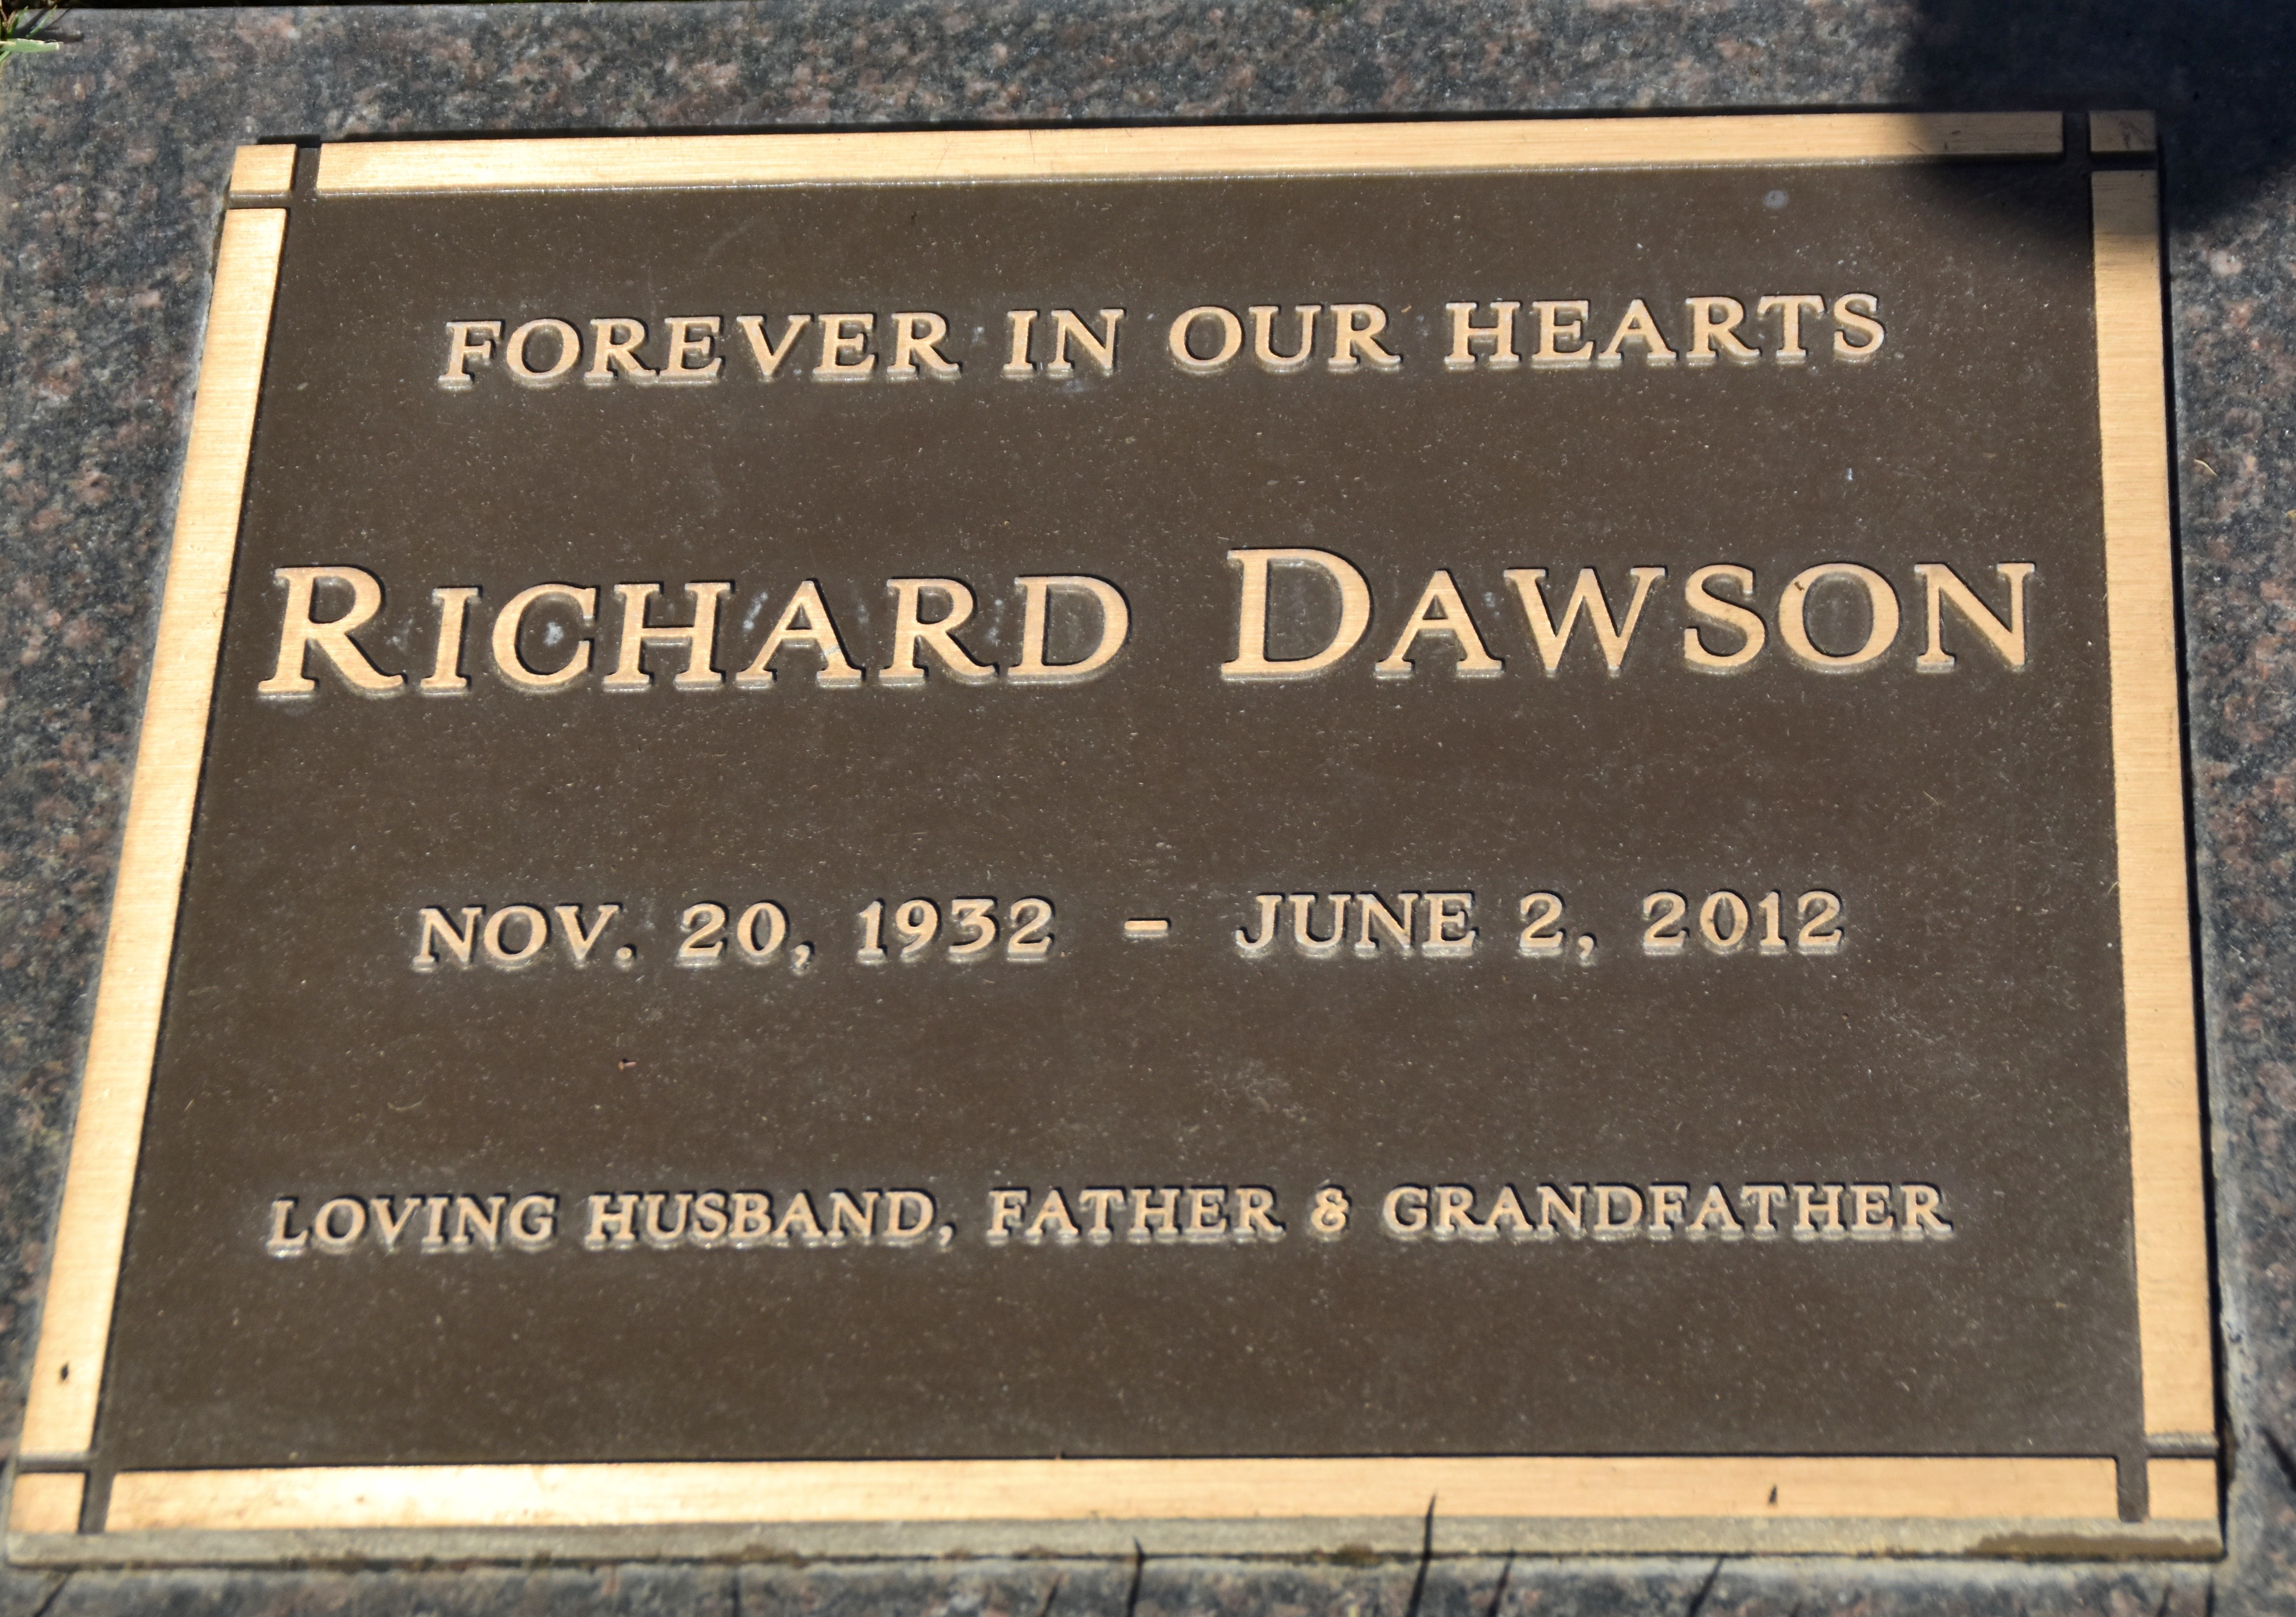 FOREVER IN OUR HEARTS
RICHARD DAWSON
NOV. 20, 1932 – JUNE 2, 2012
LOVING HUSBAND, FATHER & GRANDFATHER